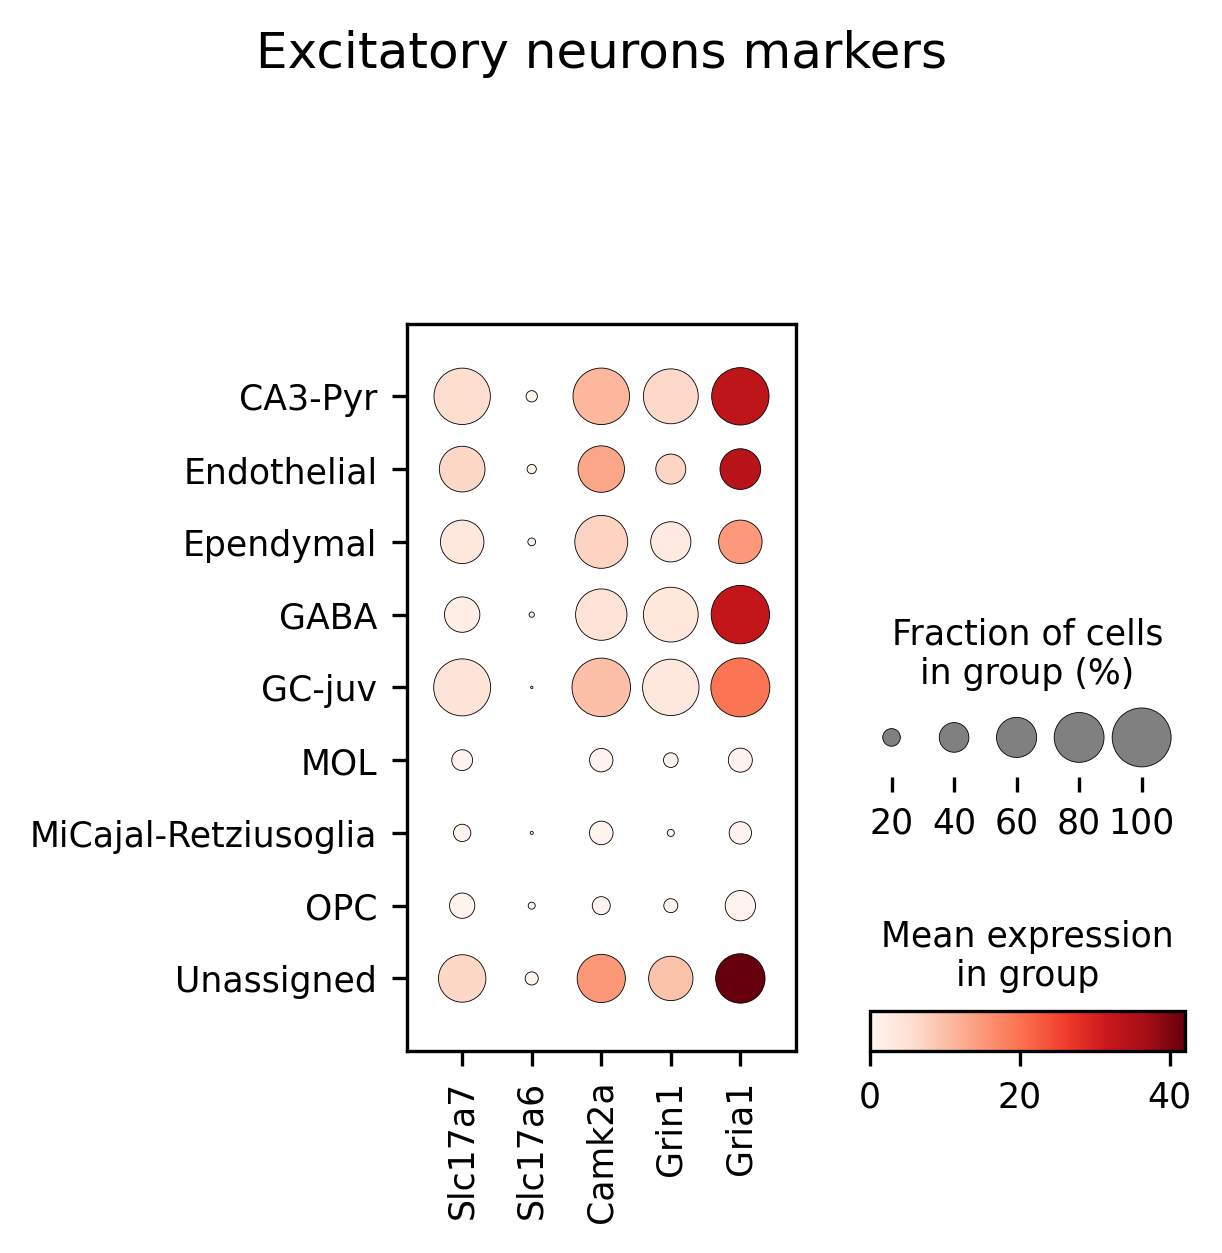 Excitatory neurons markers
CA3-Pyr
Endothelial
Ependymal
GABA
GC-juv
MOL
MiCajal-Retziusoglia
OPC
Unassigned
Slc17a7
Slc17a6
Camk2a
Grin1
Gria1
Fraction of cells
in group (%)
20 40 60 80 100
Mean expression
in group
0 20 40